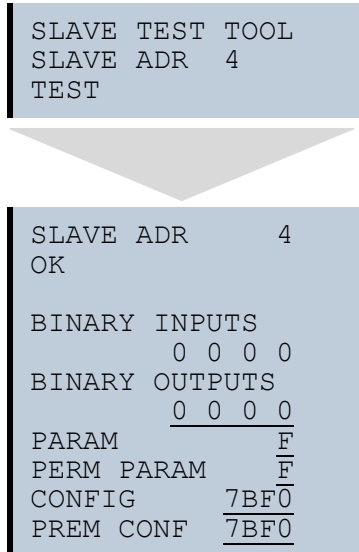 SLAVE TEST TOOL
SLAVE ADR 4
TEST
SLAVE ADR 4
OK
BINARY INPUTS
0 0 0 0
BINARY OUTPUTS
0 0 0 0
PARAM F
PERM PARAM F
CONFIG 7BF0
PREM CONF 7BF0